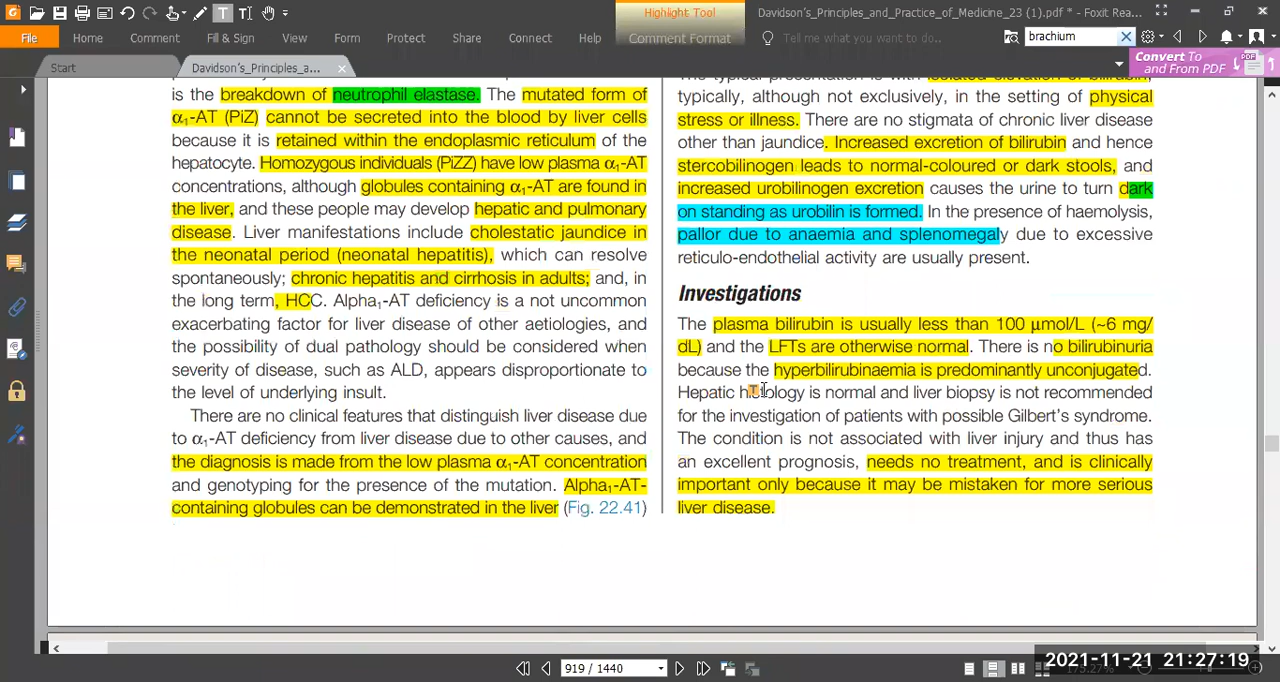 Highlight Tool
Davidson's_Principles_and_Practice_of_Medicine_23 (1).pdf * - Foxit Rea...
File
Home
Comment
Fill & Sign
View
Form
Protect
Share
Connect
Help
Comment Format
Tell me what you want to do..
brachium
Start
Davidson's_Principles_a...
Convert To
and From PDF
PDF
is the breakdown of neutrophil elastase. The mutated form of
α1-AT (PiZ) cannot be secreted into the blood by liver cells
because it is retained within the endoplasmic reticulum of the
hepatocyte. Homozygous individuals (PiZZ) have low plasma α1-AT
concentrations, although globules containing α1-AT are found in
the liver, and these people may develop hepatic and pulmonary
disease. Liver manifestations include cholestatic jaundice in
the neonatal period (neonatal hepatitis), which can resolve
spontaneously; chronic hepatitis and cirrhosis in adults; and, in
the long term, HCC. Alpha1-AT deficiency is a not uncommon
exacerbating factor for liver disease of other aetiologies, and
the possibility of dual pathology should be considered when
severity of disease, such as ALD, appears disproportionate to
the level of underlying insult.
There are no clinical features that distinguish liver disease due
to α1-AT deficiency from liver disease due to other causes, and
the diagnosis is made from the low plasma α1-AT concentration
and genotyping for the presence of the mutation. Alpha1-AT-
containing globules can be demonstrated in the liver (Fig. 22.41)
The typical presentation is with isolated elevation of bilirubin,
typically, although not exclusively, in the setting of physical
stress or illness. There are no stigmata of chronic liver disease
other than jaundice. Increased excretion of bilirubin and hence
stercobilinogen leads to normal-coloured or dark stools, and
increased urobilinogen excretion causes the urine to turn dark
on standing as urobilin is formed. In the presence of haemolysis,
pallor due to anaemia and splenomegaly due to excessive
reticulo-endothelial activity are usually present.
Investigations
The plasma bilirubin is usually less than 100 μmol/L (~6 mg/
dL) and the LFTs are otherwise normal. There is no bilirubinuria
because the hyperbilirubinaemia is predominantly unconjugated.
Hepatic histology is normal and liver biopsy is not recommended
for the investigation of patients with possible Gilbert's syndrome.
The condition is not associated with liver injury and thus has
an excellent prognosis, needs no treatment, and is clinically
important only because it may be mistaken for more serious
liver disease.
919 / 1440
2021-11-21 21:27:19